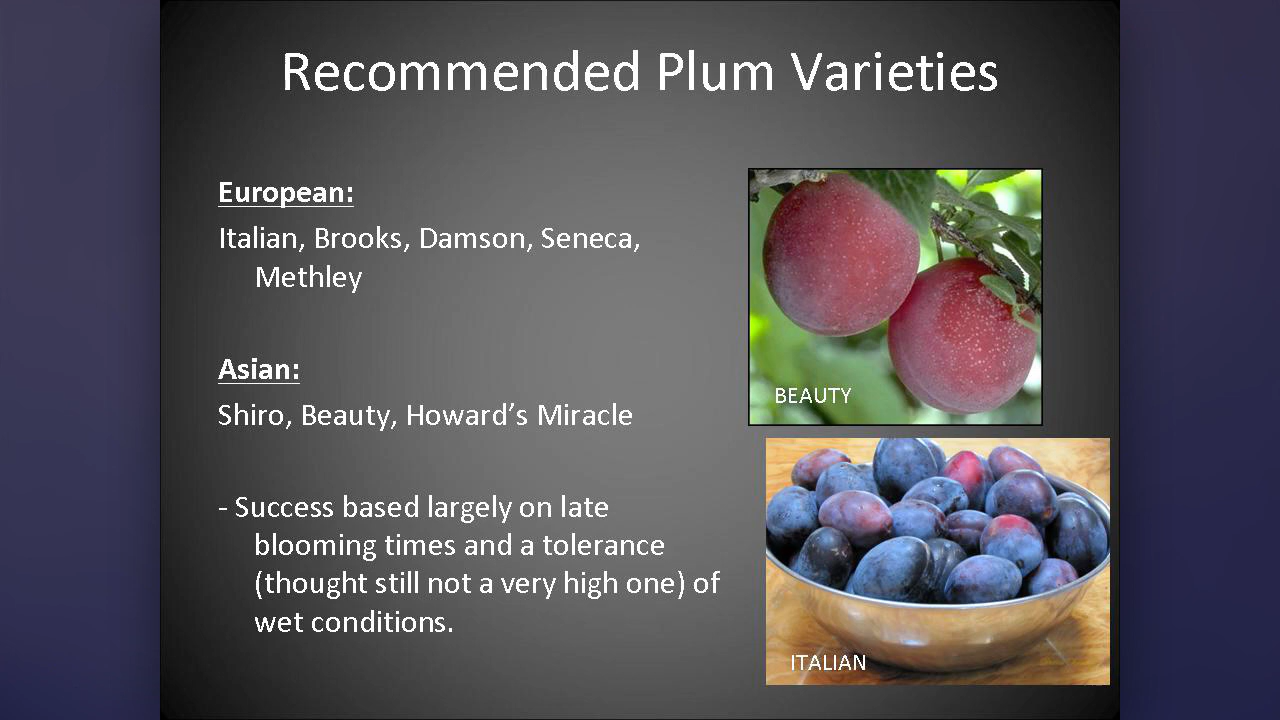 Recommended Plum Varieties
European:
Italian, Brooks, Damson, Seneca,
Methley
Asian:
Shiro, Beauty, Howard’s Miracle
- Success based largely on late
blooming times and a tolerance
(thought still not a very high one) of
wet conditions.
BEAUTY
ITALIAN